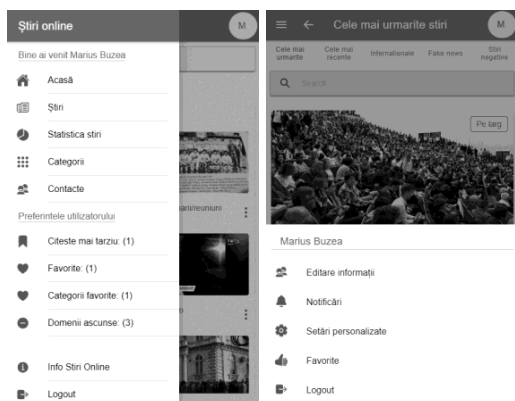 Știri online
M
Bine ai venit Marius Buzea
Acasă
Știri
Statistica stiri
Categorii
Contacte
Preferintele utilizatorului
Citeste mai tarziu: (1)
Favorite: (1)
Categorii favorite: (1)
Domenii ascunse: (3)
Info Stiri Online
Logout
Cele mai urmarite stiri
M
Cele mai urmarite
Cele mai recente
Internationale
Fake news
Stiri negative
Search
Pe larg
Marius Buzea
Editare informații
Notificări
Setări personalizate
Favorite
Logout